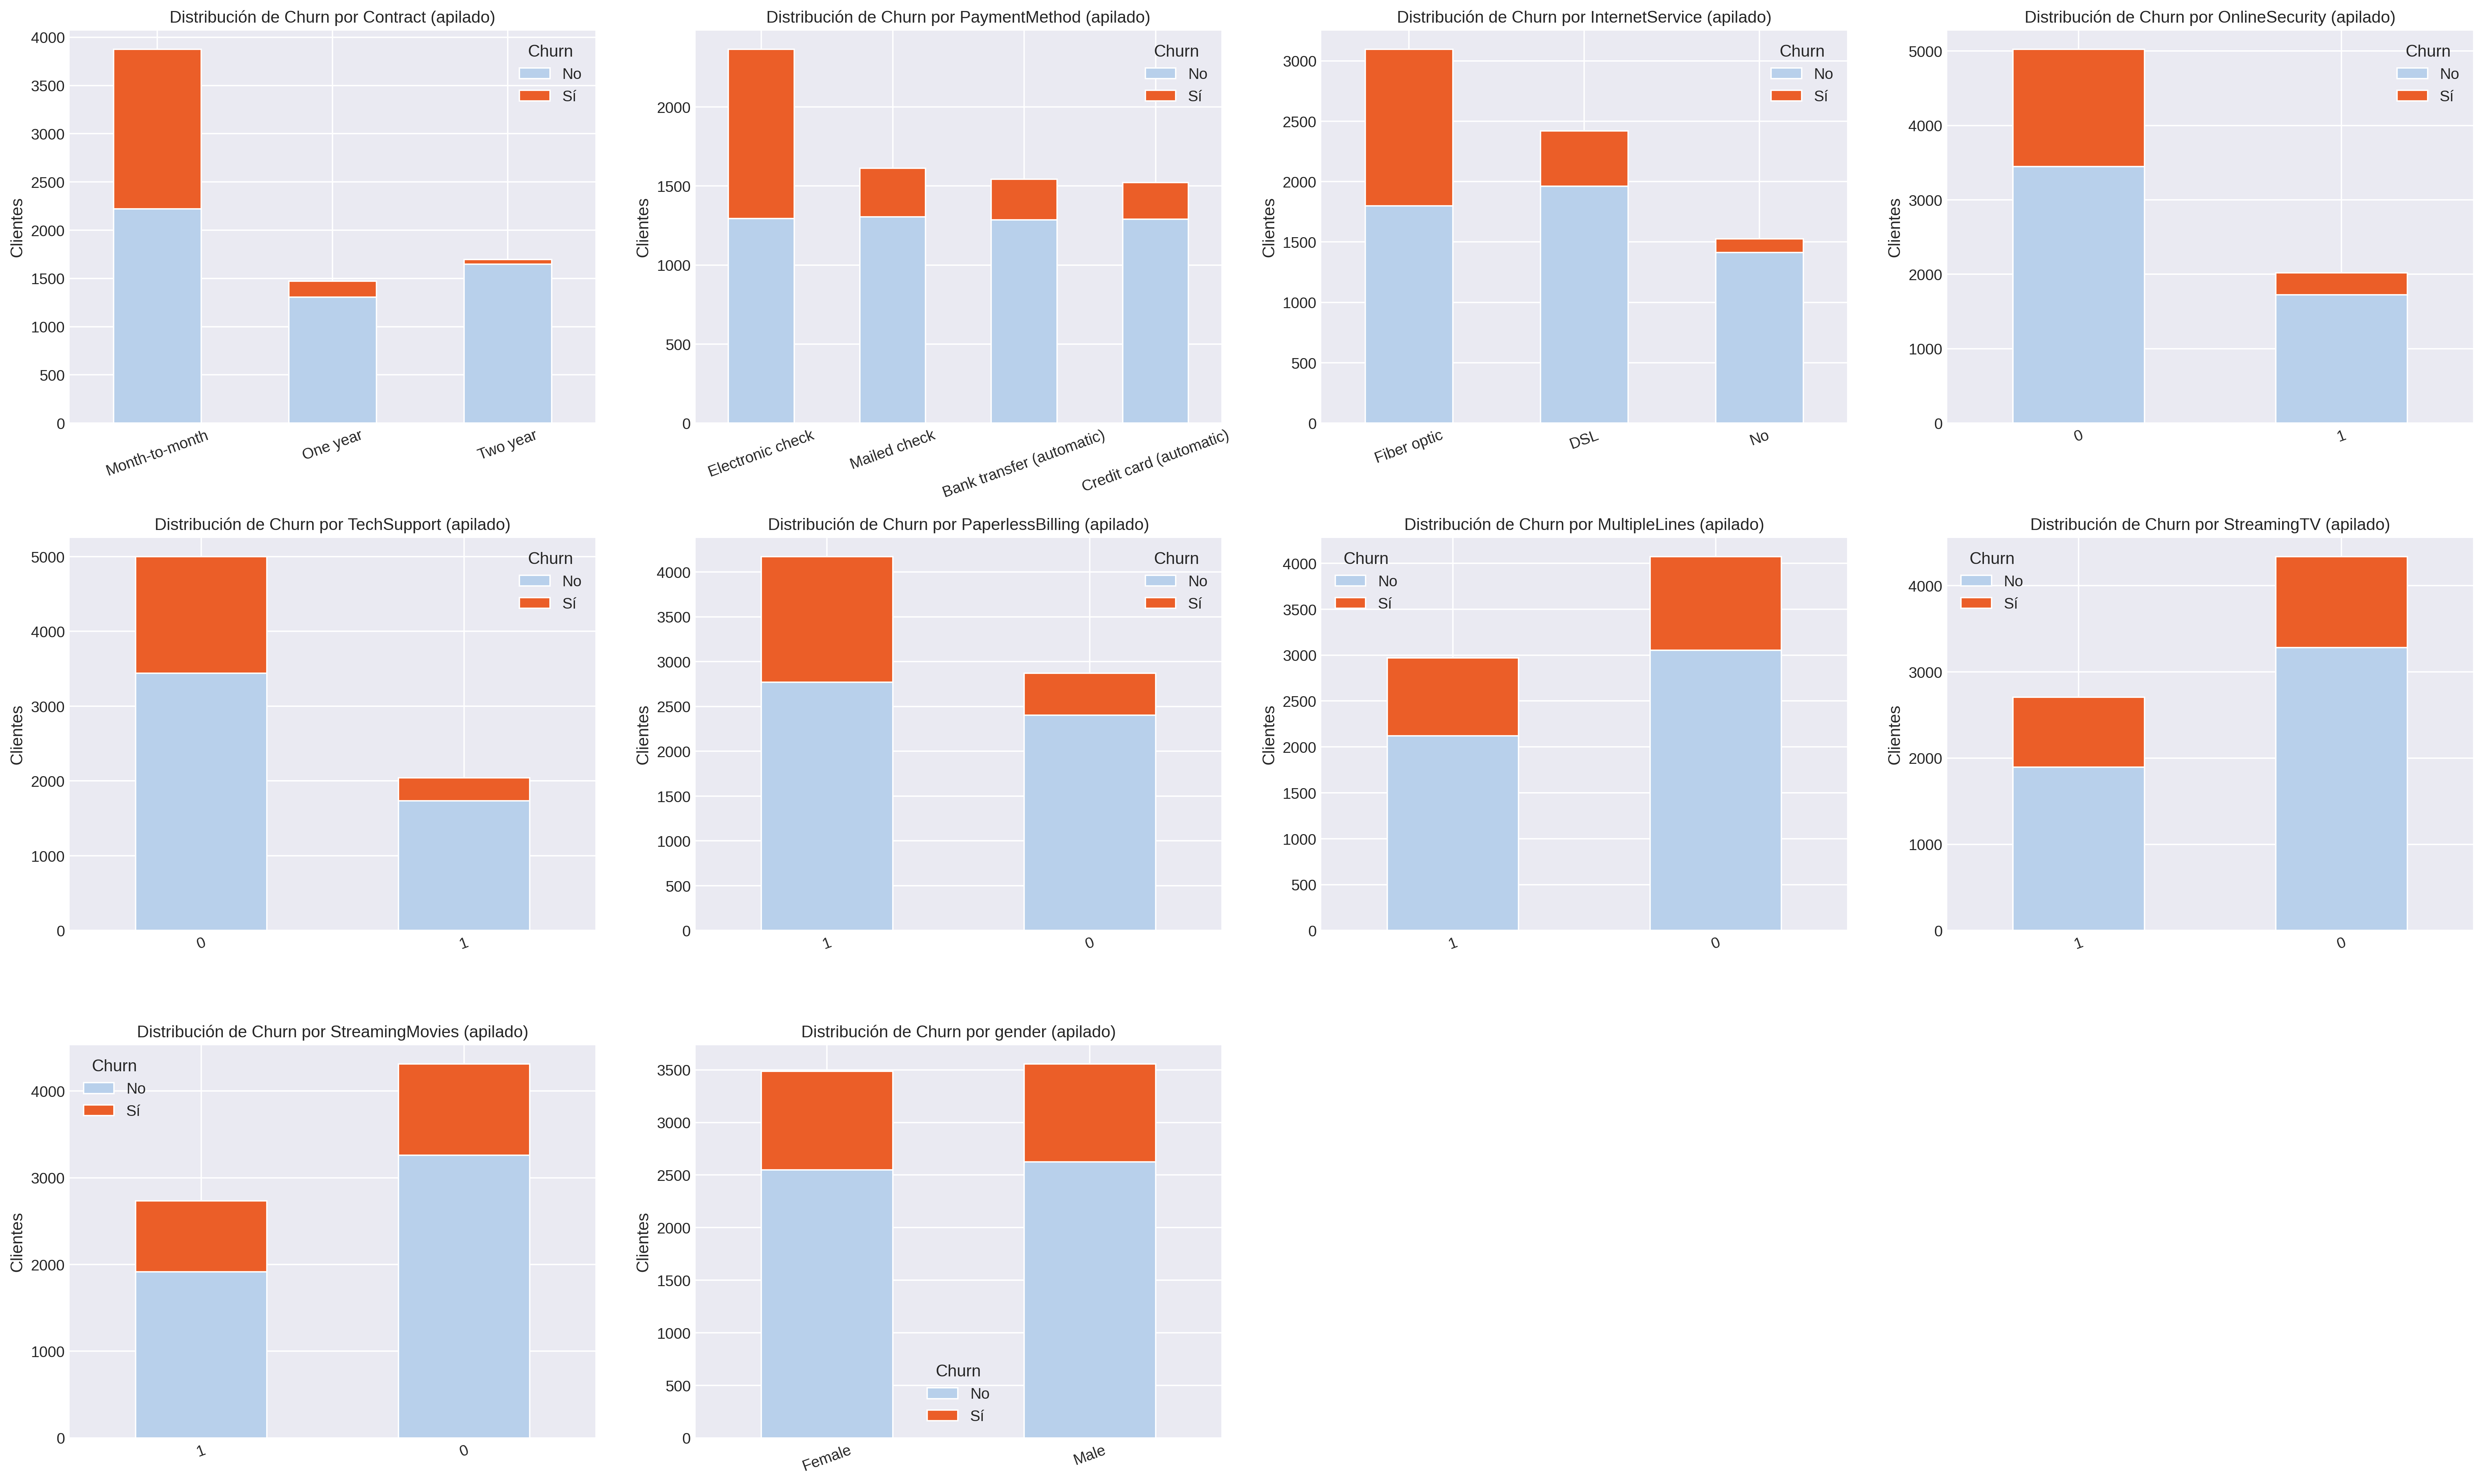 Distribución de Churn por Contract (apilado)
Clientes
4000
3500
3000
2500
2000
1500
1000
500
0
Churn
No
Sí
Month-to-month
One year
Two year
Distribución de Churn por PaymentMethod (apilado)
Clientes
2000
1500
1000
500
0
Churn
No
Sí
Electronic check
Mailed check
Bank transfer (automatic)
Credit card (automatic)
Distribución de Churn por InternetService (apilado)
Clientes
3000
2500
2000
1500
1000
500
0
Churn
No
Sí
Fiber optic
DSL
No
Distribución de Churn por OnlineSecurity (apilado)
Clientes
5000
4000
3000
2000
1000
0
Churn
No
Sí
0
1
Distribución de Churn por TechSupport (apilado)
Clientes
5000
4000
3000
2000
1000
0
Churn
No
Sí
0
1
Distribución de Churn por PaperlessBilling (apilado)
Clientes
4000
3500
3000
2500
2000
1500
1000
500
0
Churn
No
Sí
1
0
Distribución de Churn por MultipleLines (apilado)
Clientes
4000
3500
3000
2500
2000
1500
1000
500
0
Churn
No
Sí
1
0
Distribución de Churn por StreamingTV (apilado)
Clientes
4000
3000
2000
1000
0
Churn
No
Sí
1
0
Distribución de Churn por StreamingMovies (apilado)
Clientes
4000
3000
2000
1000
0
Churn
No
Sí
1
0
Distribución de Churn por gender (apilado)
Clientes
3500
3000
2500
2000
1500
1000
500
0
Churn
No
Sí
Female
Male